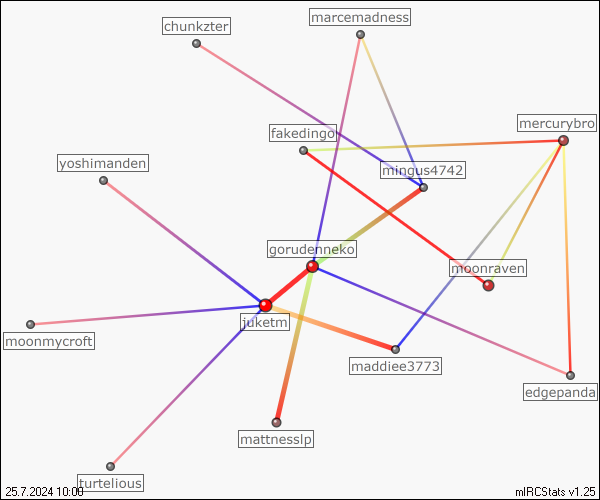 marcemadness
chunkzter
mercurybro
fakedingo
yoshimanden
mingus4742
gorudenneko
moonraven
juketm
moonmycroft
maddiee3773
edgepanda
mattnesslp
turtelious
25.7.2024 10:00
mIRCStats v1.25